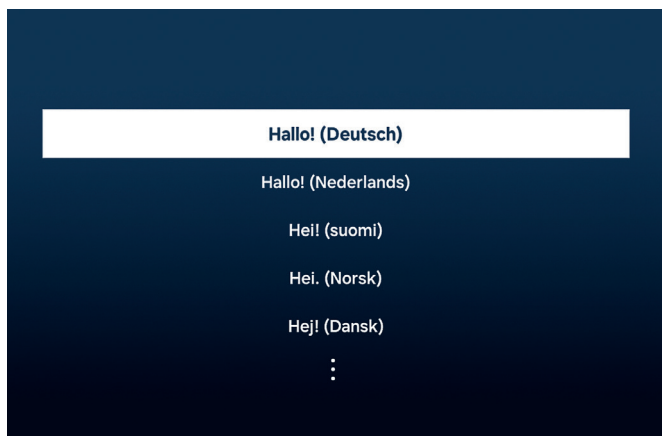 Hallo! (Deutsch)
Hallo! (Nederlands)
Hei! (suomi)
Hei. (Norsk)
Hej! (Dansk)